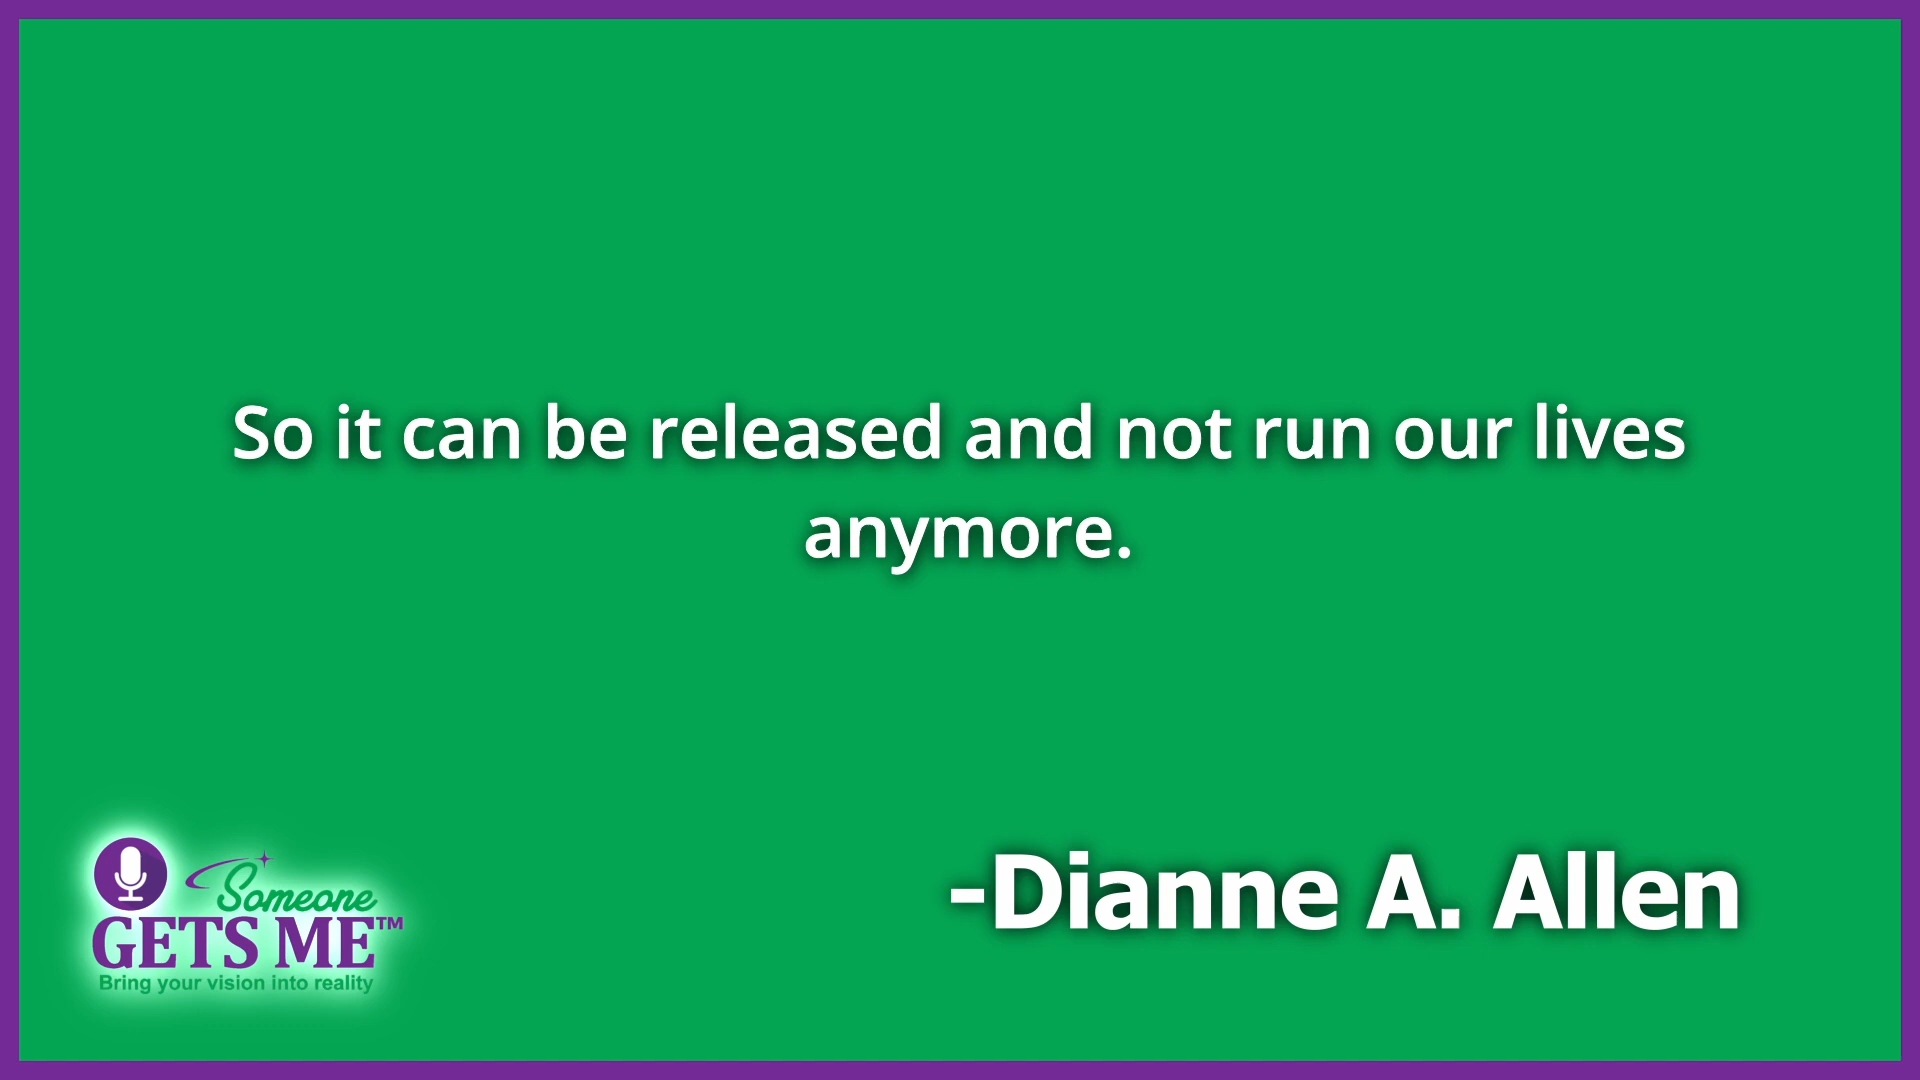 So it can be released and not run our lives
anymore.
-Dianne A. Allen
Someone
GETS ME™
Bring your vision into reality